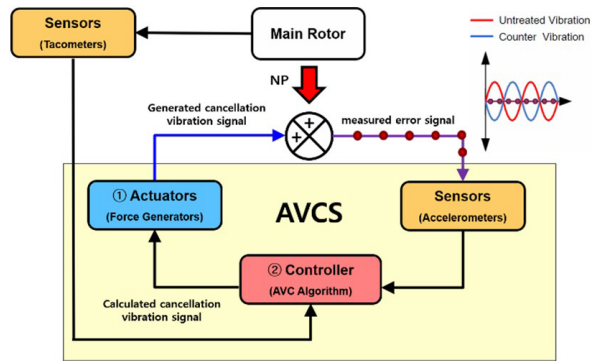 Sensors
(Tacometers)
Main Rotor
Untreated Vibration
Counter Vibration
NP
Generated cancellation
vibration signal
+
+
measured error signal
① Actuators
(Force Generators)
AVCS
Sensors
(Accelerometers)
② Controller
(AVC Algorithm)
Calculated cancellation
vibration signal